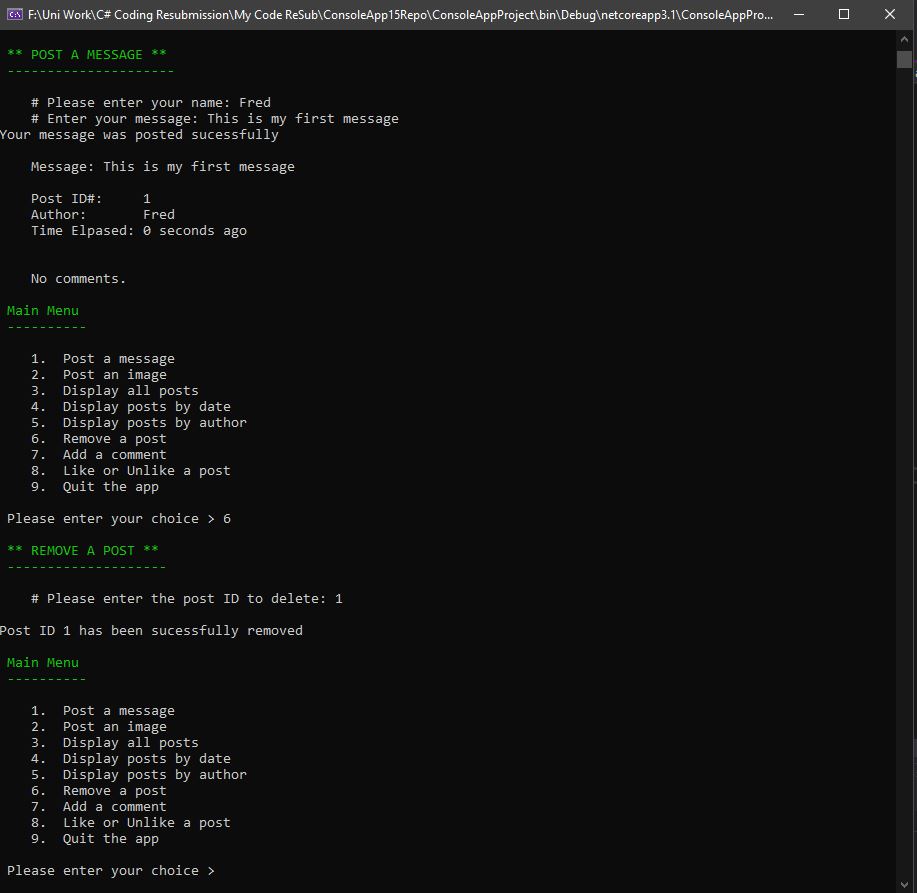 F:\Uni Work\C# Coding Resubmission\My Code ReSub\ConsoleApp15Repo\ConsoleAppProject\bin\Debug\netcoreapp3.1\ConsoleAppPro...
** POST A MESSAGE **
---------------------
# Please enter your name: Fred
# Enter your message: This is my first message
Your message was posted sucessfully
Message: This is my first message
Post ID#: 1
Author: Fred
Time Elpased: 0 seconds ago
No comments.
Main Menu
----------
1. Post a message
2. Post an image
3. Display all posts
4. Display posts by date
5. Display posts by author
6. Remove a post
7. Add a comment
8. Like or Unlike a post
9. Quit the app
Please enter your choice > 6
** REMOVE A POST **
--------------------
# Please enter the post ID to delete: 1
Post ID 1 has been sucessfully removed
Main Menu
----------
1. Post a message
2. Post an image
3. Display all posts
4. Display posts by date
5. Display posts by author
6. Remove a post
7. Add a comment
8. Like or Unlike a post
9. Quit the app
Please enter your choice >